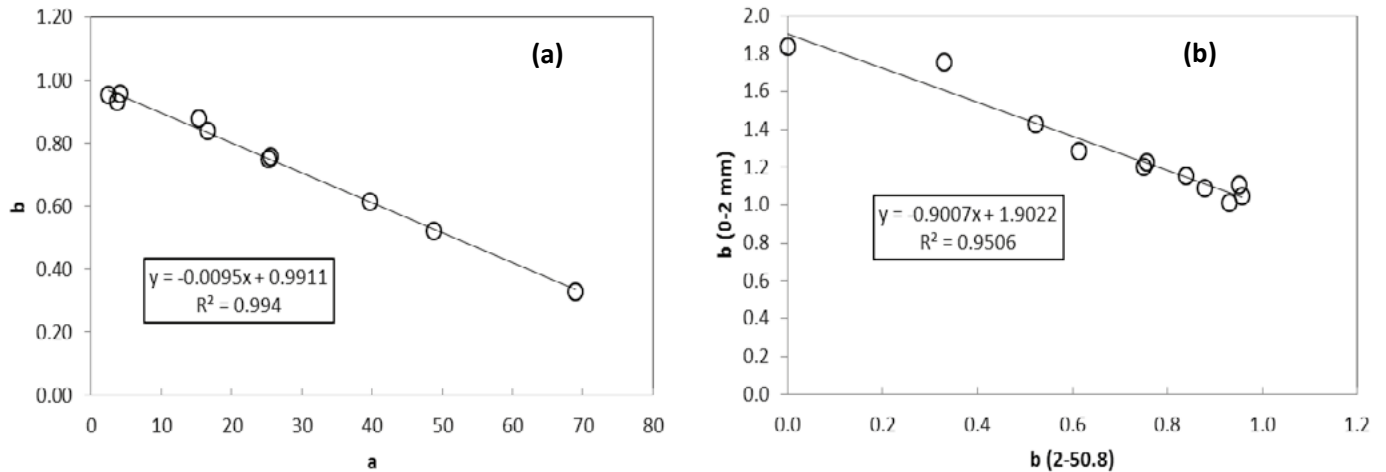 (a)
b
1.20
1.00
0.80
0.60
0.40
0.20
0.00
y = -0.0095x + 0.9911
R² = 0.994
0 10 20 30 40 50 60 70 80
a
(b)
b (0-2 mm)
2.0
1.8
1.6
1.4
1.2
1.0
0.8
0.6
0.4
0.2
0.0
y = -0.9007x + 1.9022
R² = 0.9506
0.0 0.2 0.4 0.6 0.8 1.0 1.2
b (2-50.8)